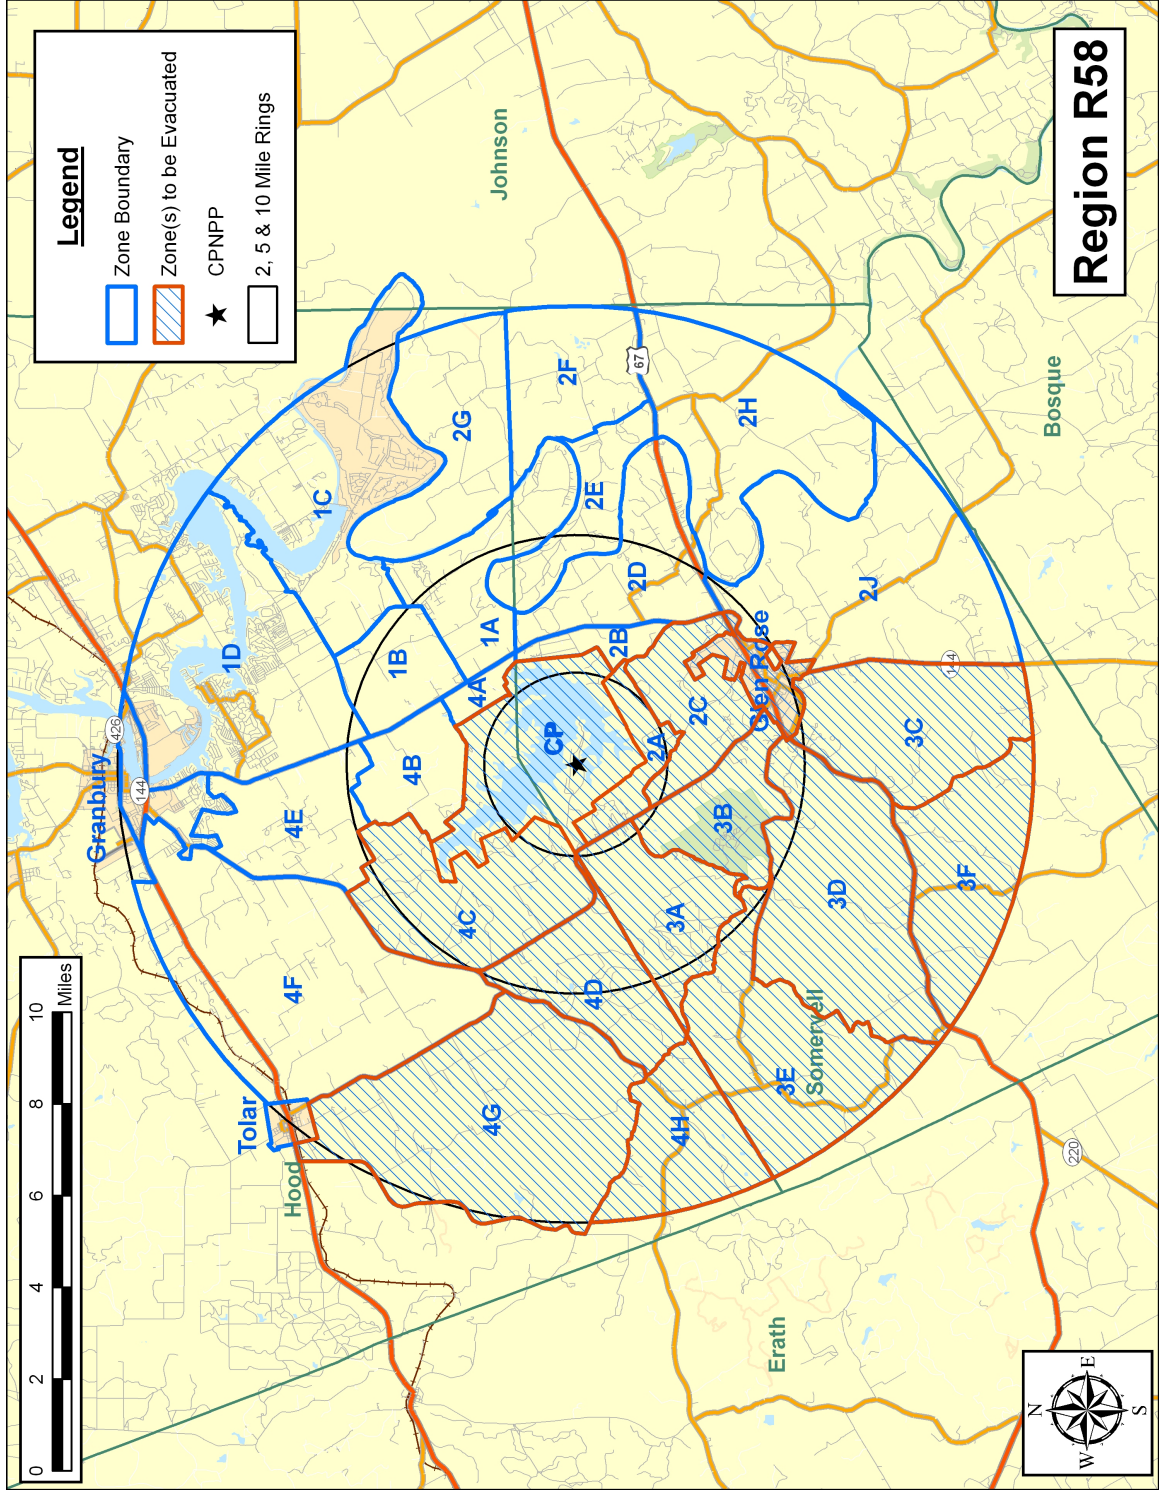 Legend
Zone Boundary
Zone(s) to be Evacuated
CPNPP
2, 5 & 10 Mile Rings
Region R58
0 2 4 6 8 10
Miles
Granbury
Tolar
Glen Rose
Hood
Johnson
Bosque
Somervell
Erath
426
144
67
144
220
CP
1A
1B
1C
1D
2A
2B
2C
2D
2E
2F
2G
2H
2J
3A
3B
3C
3D
3E
3F
4A
4B
4C
4D
4E
4F
4G
4H
N
E
S
W